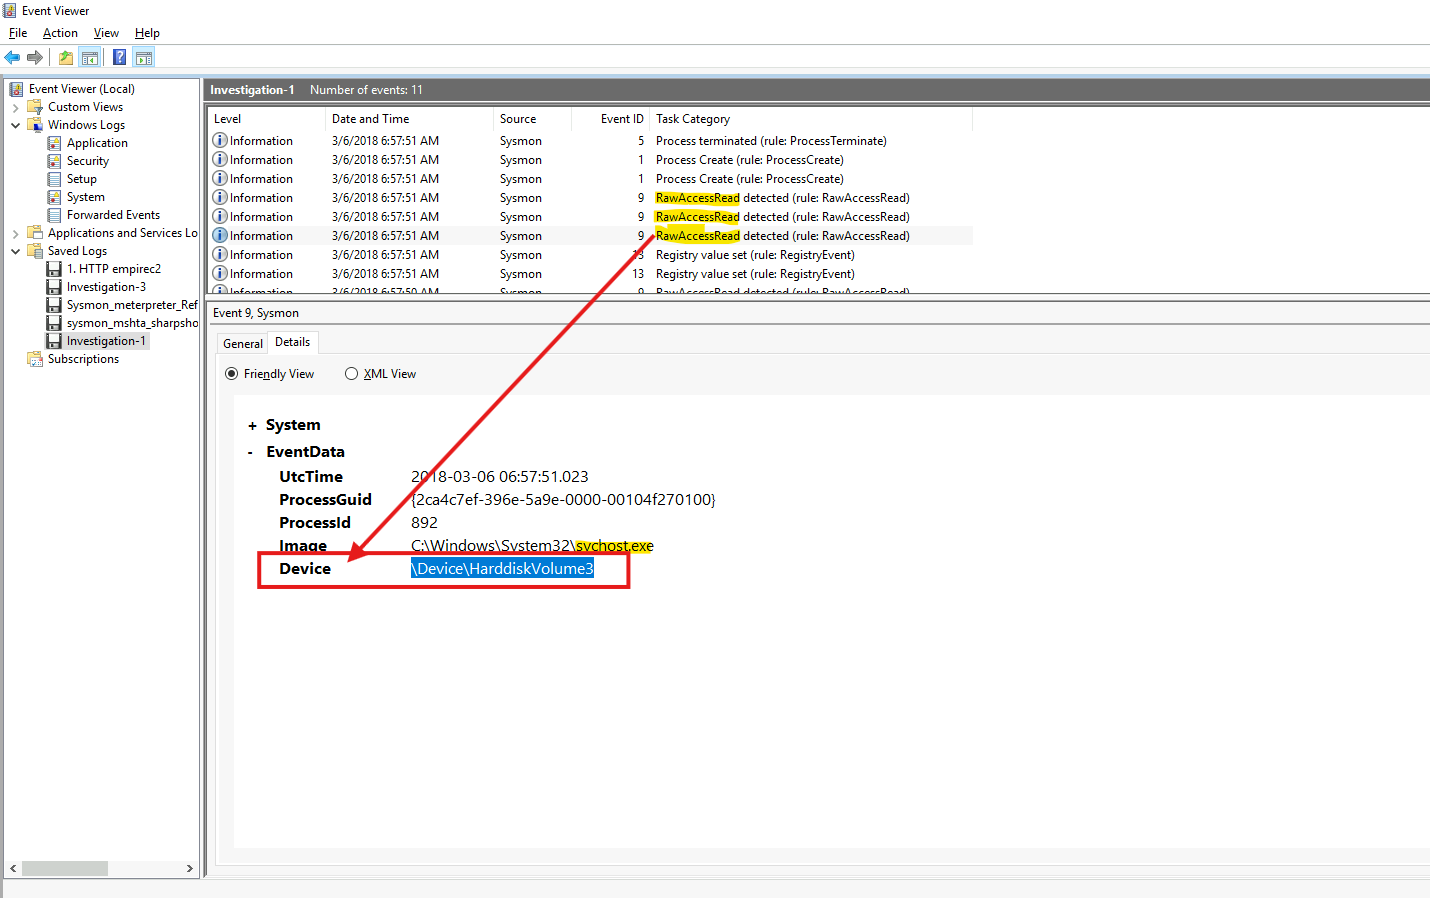 Event Viewer
File Action View Help
Event Viewer (Local)
Custom Views
Windows Logs
Application
Security
Setup
System
Forwarded Events
Applications and Services Lo
Saved Logs
1. HTTP empirec2
Investigation-3
Sysmon_meterpreter_Ref
sysmon_mshta_sharpsho
Investigation-1
Subscriptions
Investigation-1 Number of events: 11
Level Date and Time Source Event ID Task Category
Information 3/6/2018 6:57:51 AM Sysmon 5 Process terminated (rule: ProcessTerminate)
Information 3/6/2018 6:57:51 AM Sysmon 1 Process Create (rule: ProcessCreate)
Information 3/6/2018 6:57:51 AM Sysmon 1 Process Create (rule: ProcessCreate)
Information 3/6/2018 6:57:51 AM Sysmon 9 RawAccessRead detected (rule: RawAccessRead)
Information 3/6/2018 6:57:51 AM Sysmon 9 RawAccessRead detected (rule: RawAccessRead)
Information 3/6/2018 6:57:51 AM Sysmon 9 RawAccessRead detected (rule: RawAccessRead)
Information 3/6/2018 6:57:51 AM Sysmon 13 Registry value set (rule: RegistryEvent)
Information 3/6/2018 6:57:51 AM Sysmon 13 Registry value set (rule: RegistryEvent)
Information 3/6/2018 6:57:50 AM Sysmon 9 RawAccessRead detected (rule: RawAccessRead)
Event 9, Sysmon
General Details
Friendly View XML View
+ System
- EventData
UtcTime 2018-03-06 06:57:51.023
ProcessGuid {2ca4c7ef-396e-5a9e-0000-00104f270100}
ProcessId 892
Image C:\Windows\System32\svchost.exe
Device \Device\HarddiskVolume3